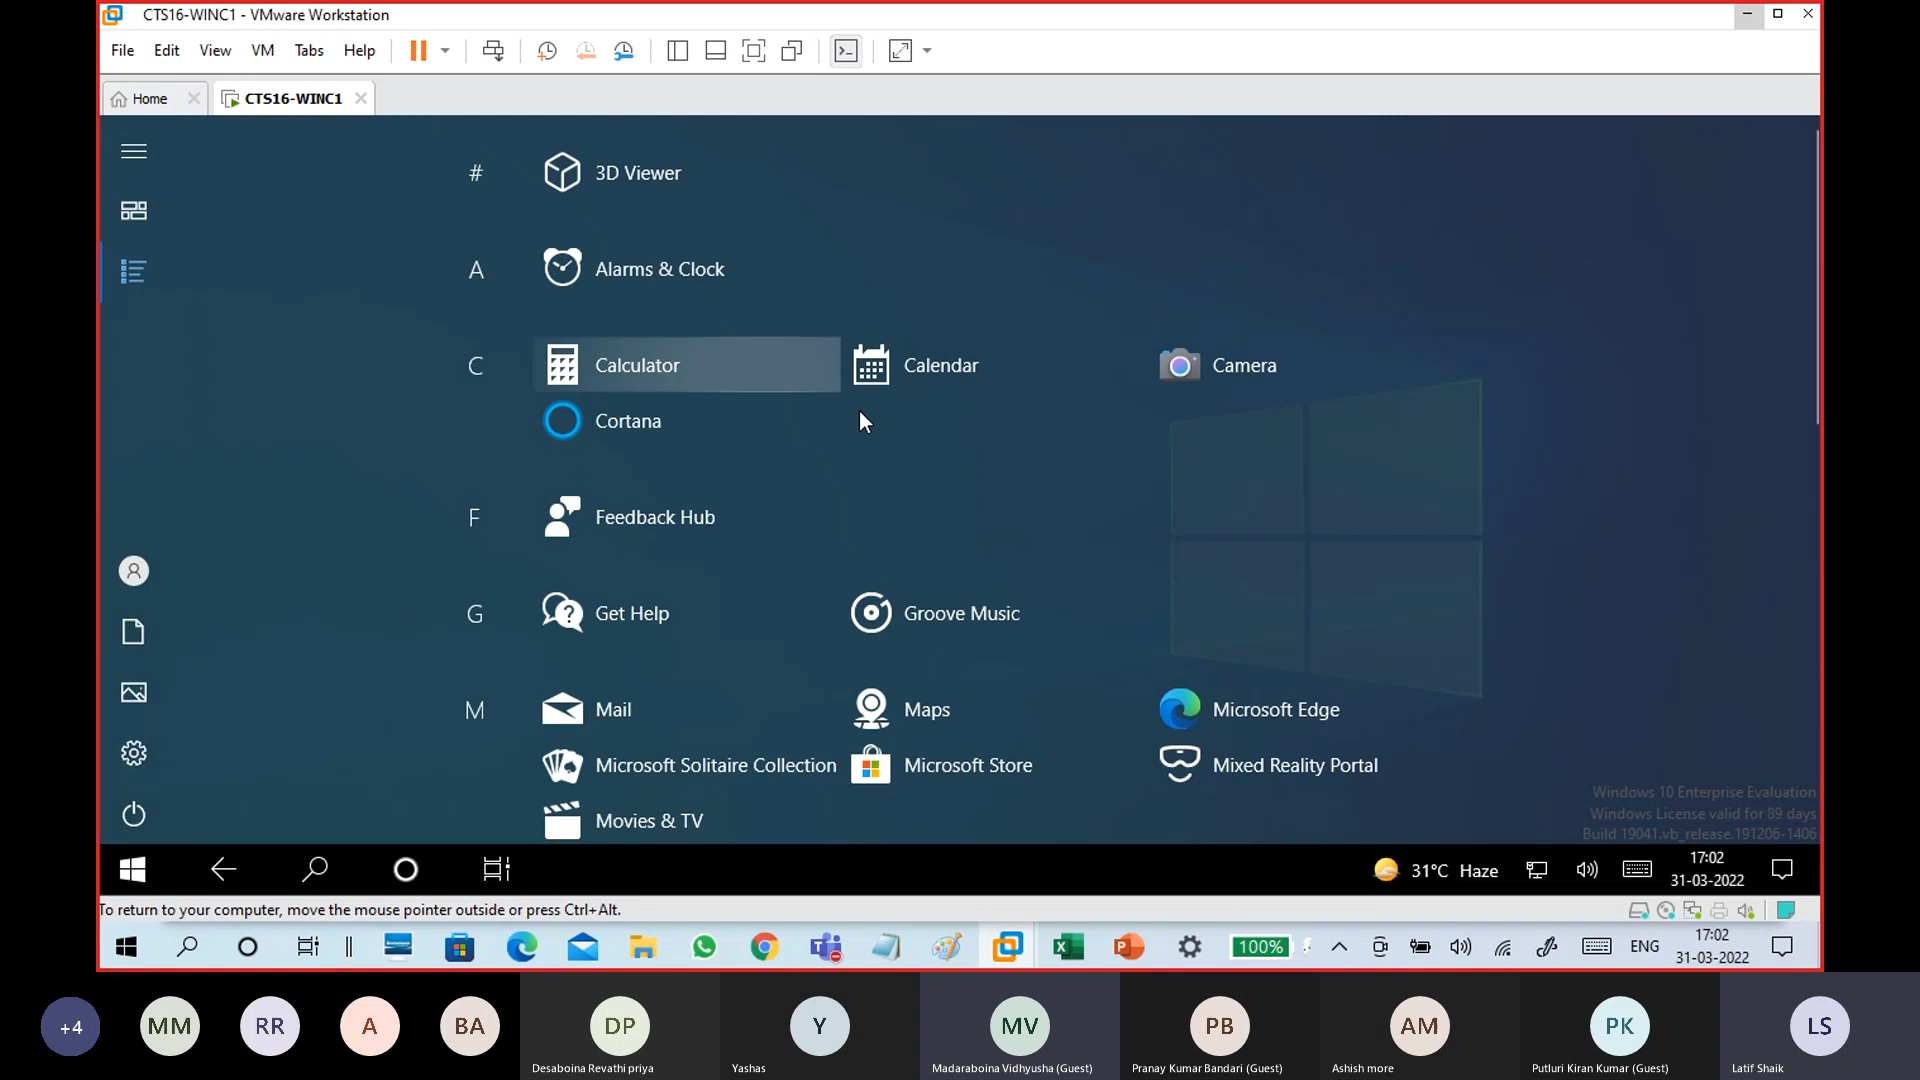 CTS16-WINC1 - VMware Workstation
File Edit View VM Tabs Help
Home CTS16-WINC1
# 3D Viewer
A Alarms & Clock
C Calculator Calendar Camera
Cortana
F Feedback Hub
G Get Help Groove Music
M Mail Maps Microsoft Edge
Microsoft Solitaire Collection Microsoft Store Mixed Reality Portal
Movies & TV
Windows 10 Enterprise Evaluation
Windows License valid for 89 days
Build 19041.vb_release.191206-1406
31°C Haze
17:02
31-03-2022
To return to your computer, move the mouse pointer outside or press Ctrl+Alt.
100% ENG
17:02
31-03-2022
+4 MM RR A BA DP Y MV PB AM PK LS
Desaboina Revathi priya Yashas Madaraboina Vidhyusha (Guest) Pranay Kumar Bandari (Guest) Ashish more Putluri Kiran Kumar (Guest) Latif Shaik